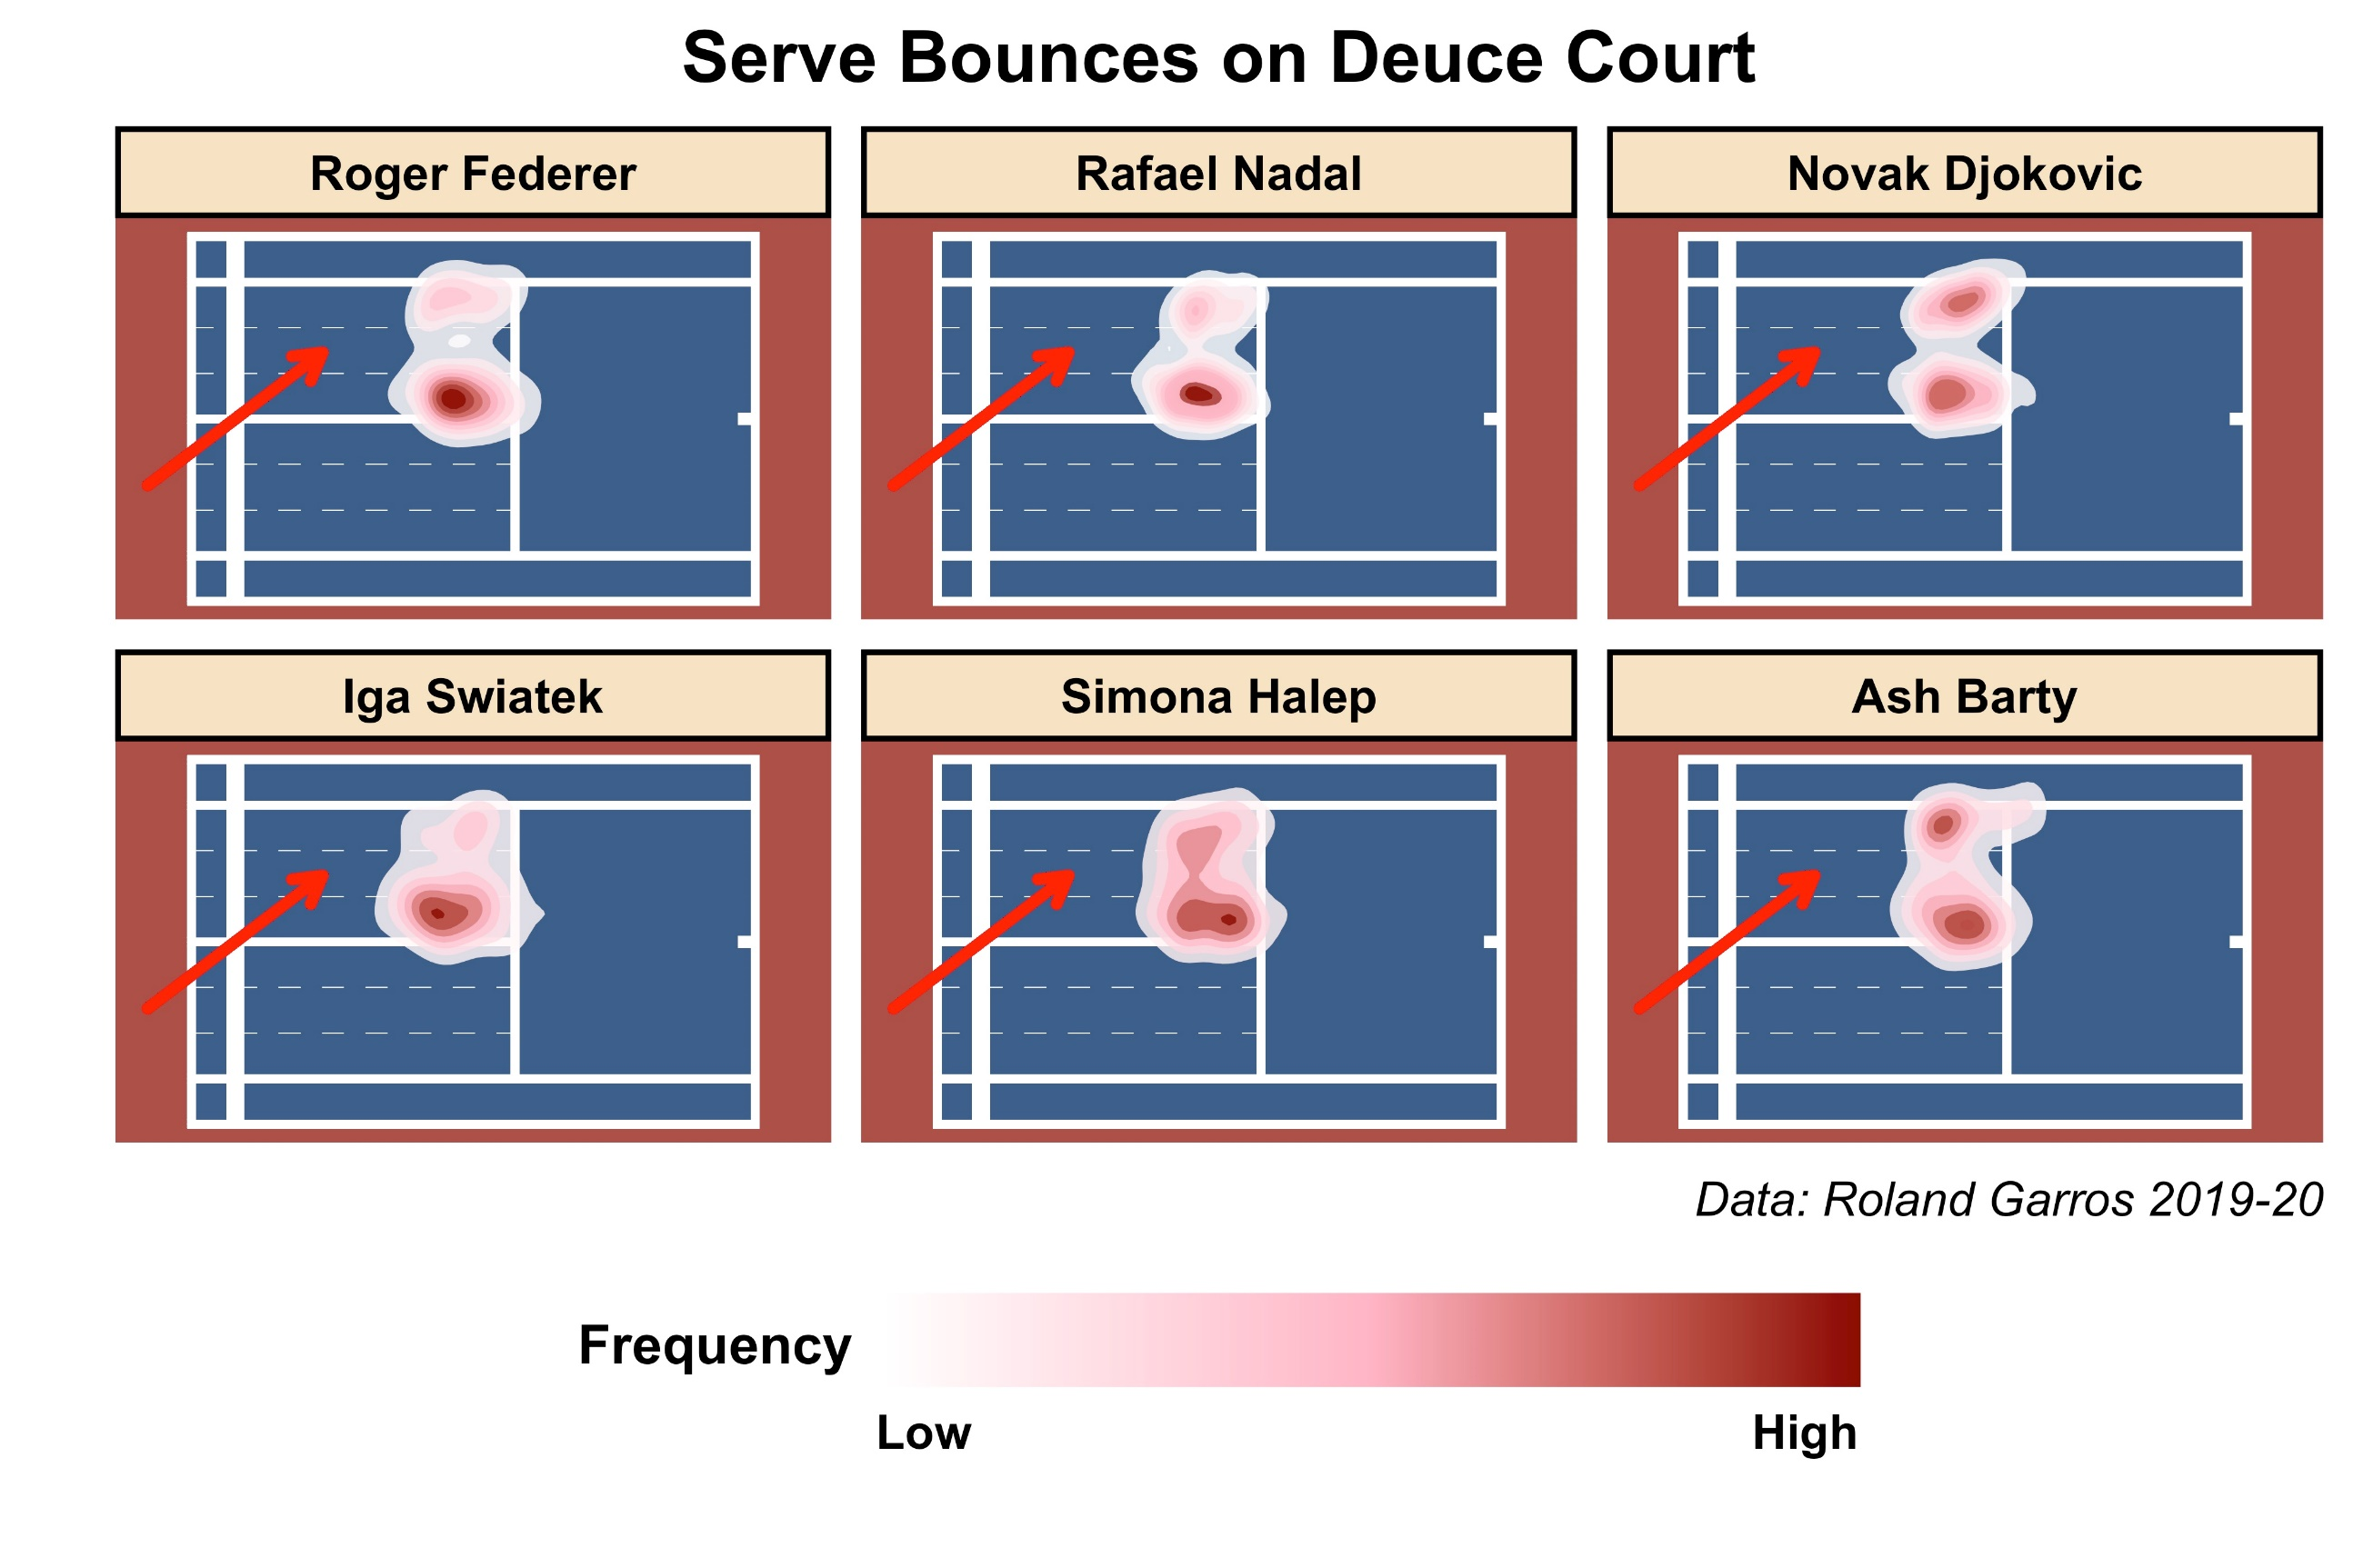 Serve Bounces on Deuce Court
Roger Federer
Rafael Nadal
Novak Djokovic
Iga Swiatek
Simona Halep
Ash Barty
Data: Roland Garros 2019-20
Frequency
Low
High